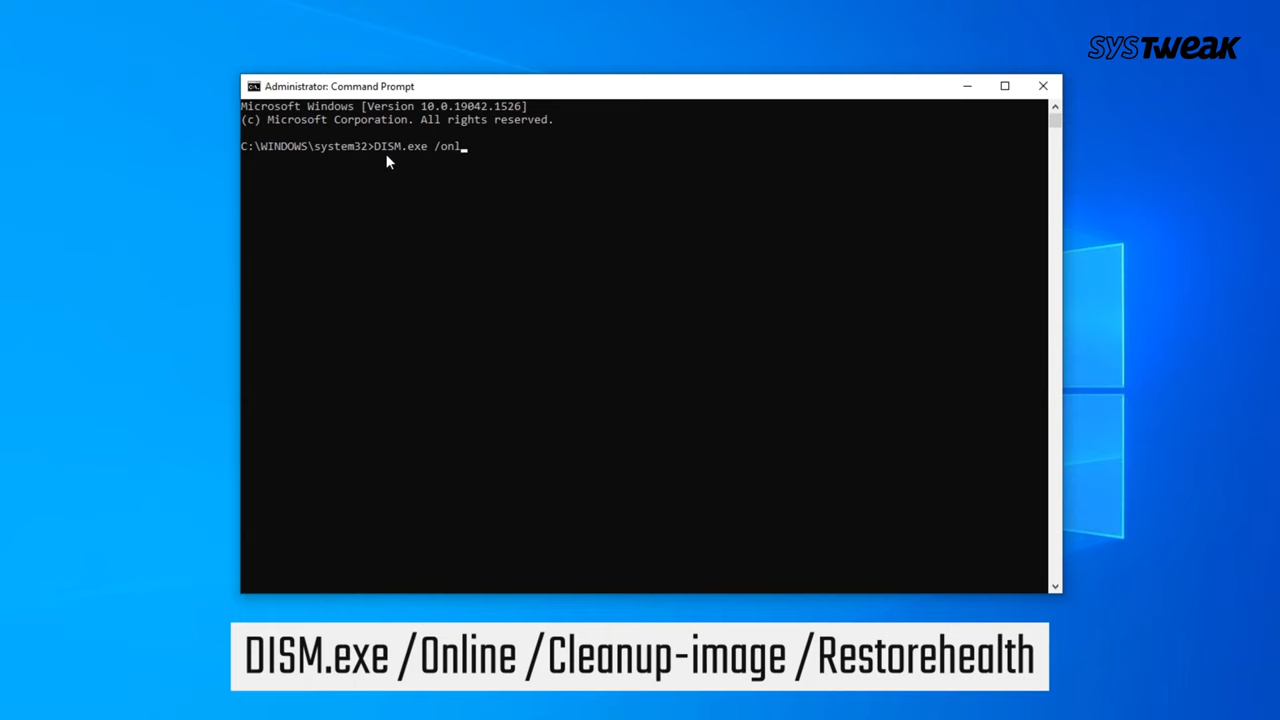 SYSTWEAK
Administrator: Command Prompt
Microsoft Windows [Version 10.0.19042.1526]
(c) Microsoft Corporation. All rights reserved.
C:\WINDOWS\system32>DISM.exe /onl_
DISM.exe /Online /Cleanup-image /Restorehealth